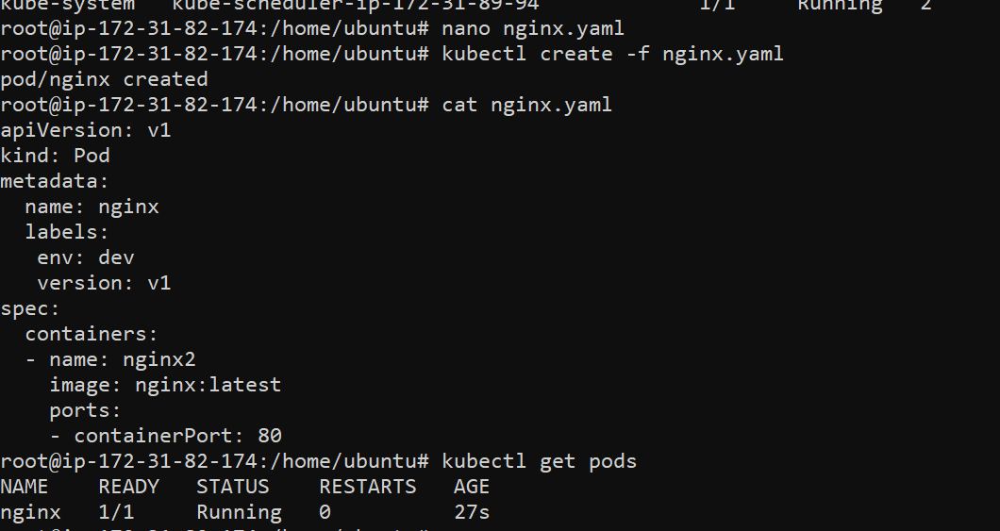 kube-system   kube-scheduler-ip-172-31-89-94             1/1     Running   2
root@ip-172-31-82-174:/home/ubuntu# nano nginx.yaml
root@ip-172-31-82-174:/home/ubuntu# kubectl create -f nginx.yaml
pod/nginx created
root@ip-172-31-82-174:/home/ubuntu# cat nginx.yaml
apiVersion: v1
kind: Pod
metadata:
  name: nginx
  labels:
   env: dev
   version: v1
spec:
  containers:
  - name: nginx2
    image: nginx:latest
    ports:
    - containerPort: 80
root@ip-172-31-82-174:/home/ubuntu# kubectl get pods
NAME    READY   STATUS    RESTARTS   AGE
nginx   1/1     Running   0          27s